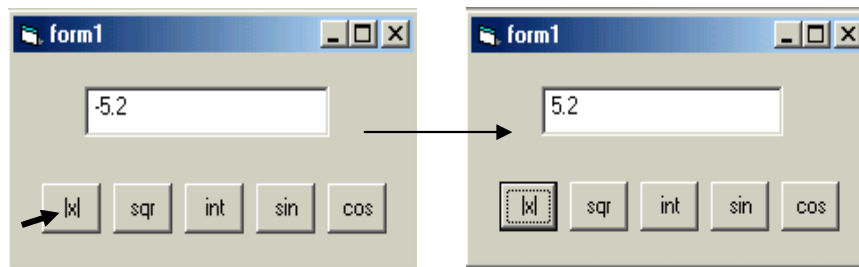 form1
-5.2
|x| sqr int sin cos
form1
5.2
|x| sqr int sin cos